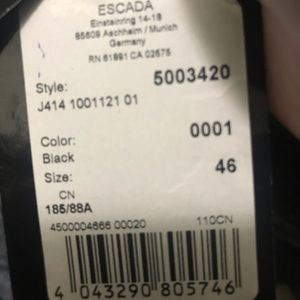 ESCADA
Einsteinring 14-18
85609 Aschheim / Munich
Germany
RN 61891 CA 02675
Style:
5003420
J414 1001121 01
Color:
0001
Black
Size:
46
CN
185/88A
4500004666 00020
110CN
4 043290 805746